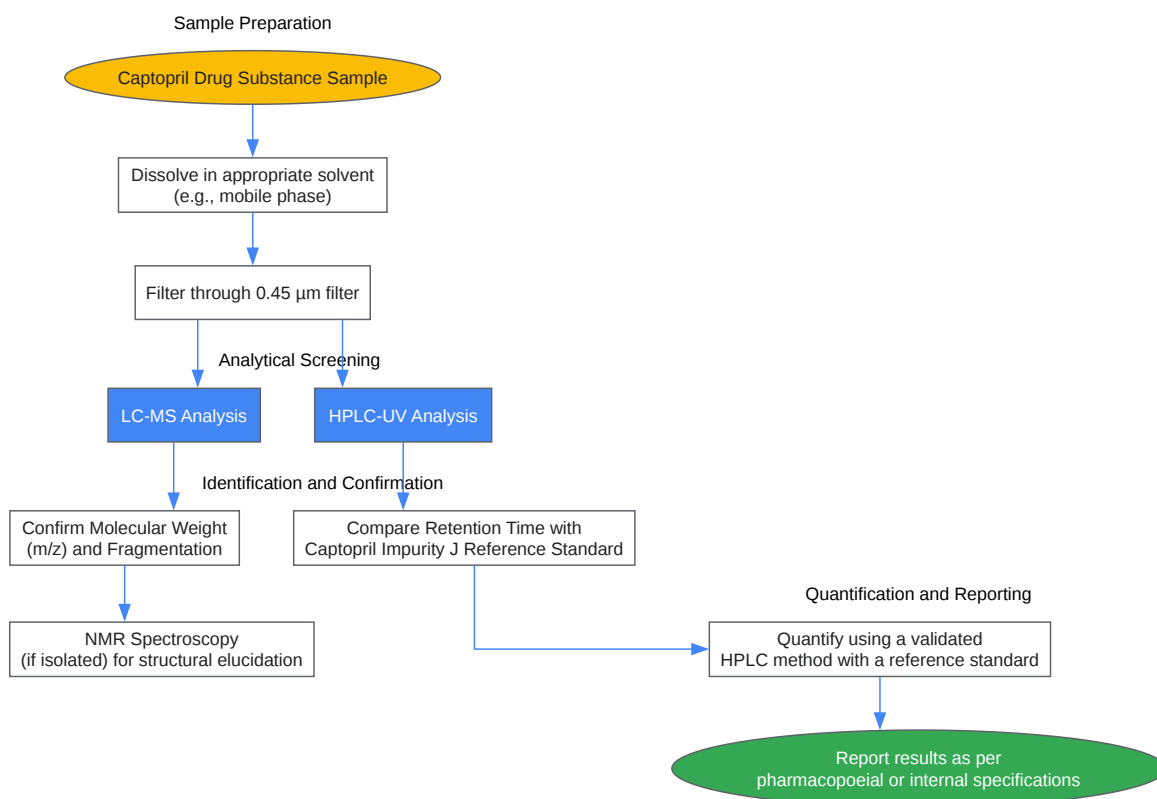 Sample Preparation
Captopril Drug Substance Sample
Dissolve in appropriate solvent
(e.g., mobile phase)
Filter through 0.45 µm filter
Analytical Screening
LC-MS Analysis
HPLC-UV Analysis
Identification and Confirmation
Confirm Molecular Weight
(m/z) and Fragmentation
Compare Retention Time with
Captopril Impurity J Reference Standard
NMR Spectroscopy
(if isolated) for structural elucidation
Quantification and Reporting
Quantify using a validated
HPLC method with a reference standard
Report results as per
pharmacopoeial or internal specifications